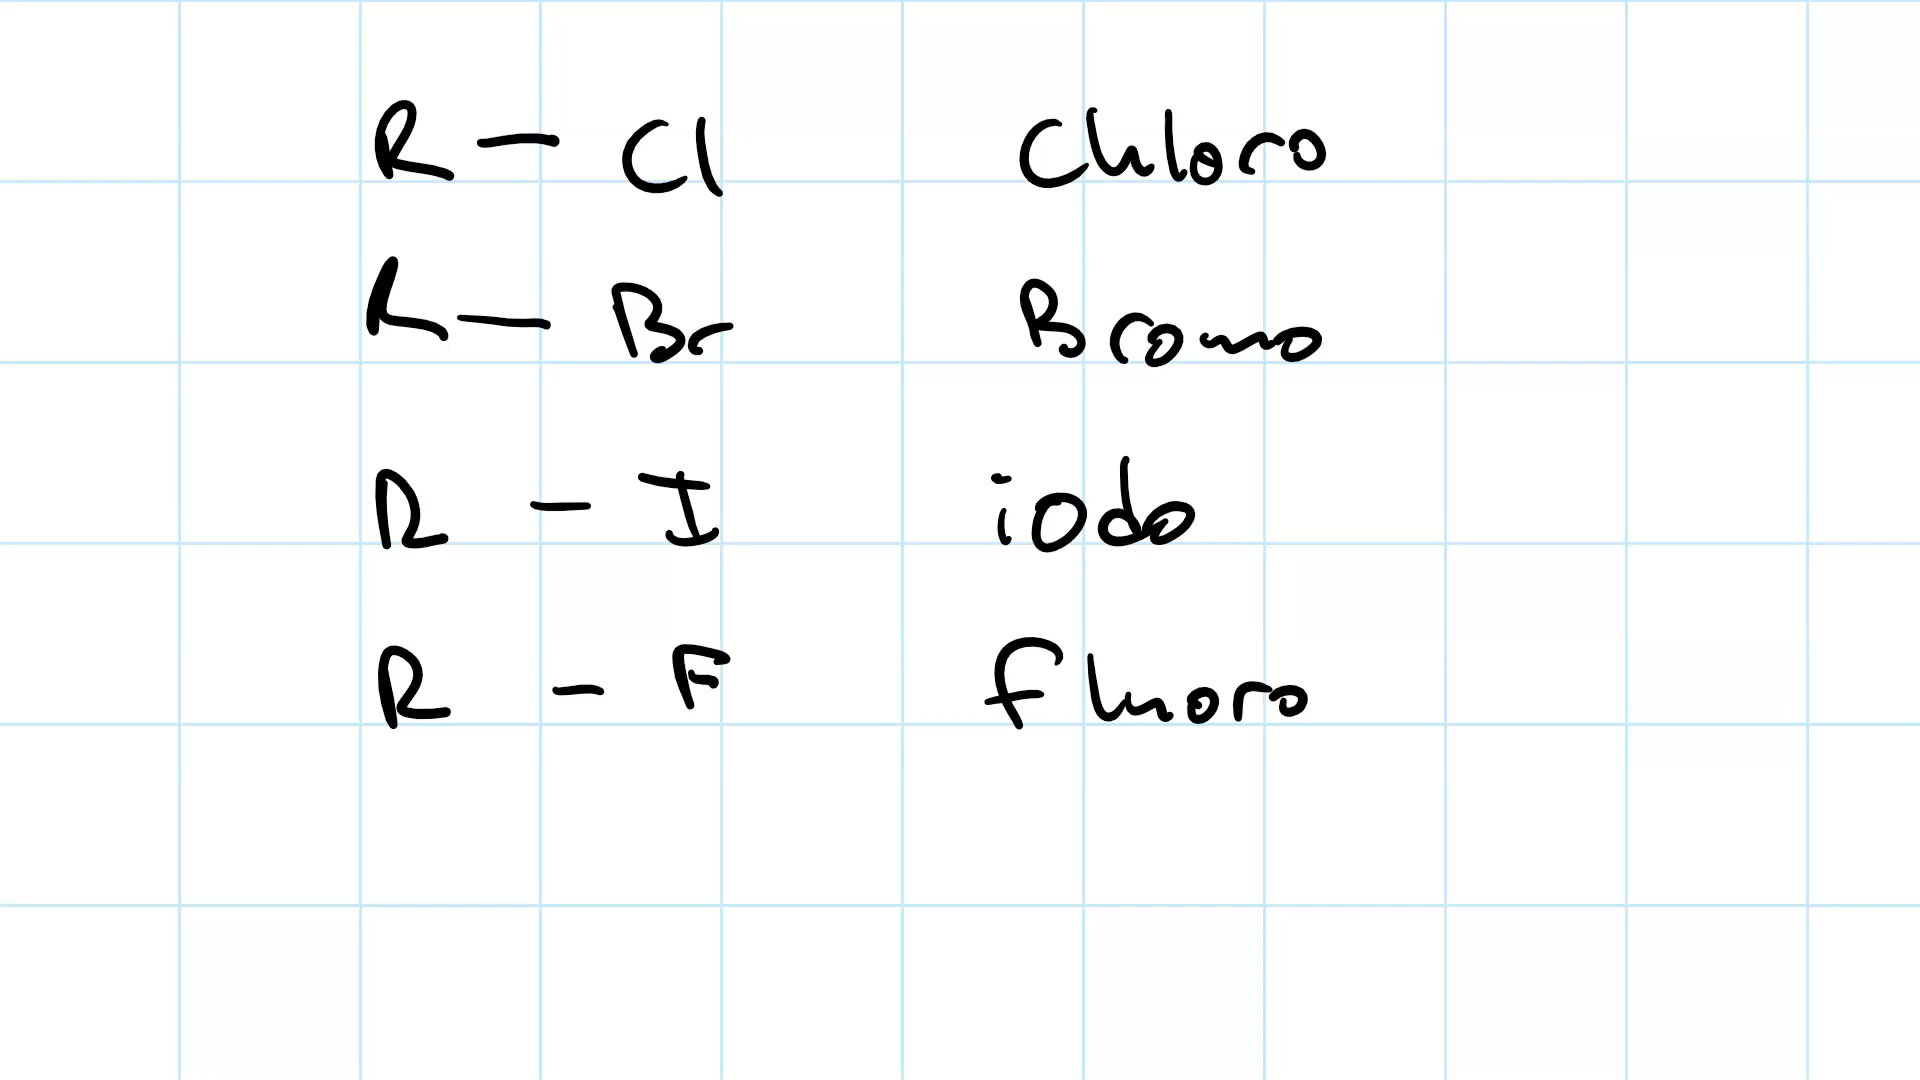 R - Cl Chloro
R - Br Bromo
R - I iodo
R - F fluoro